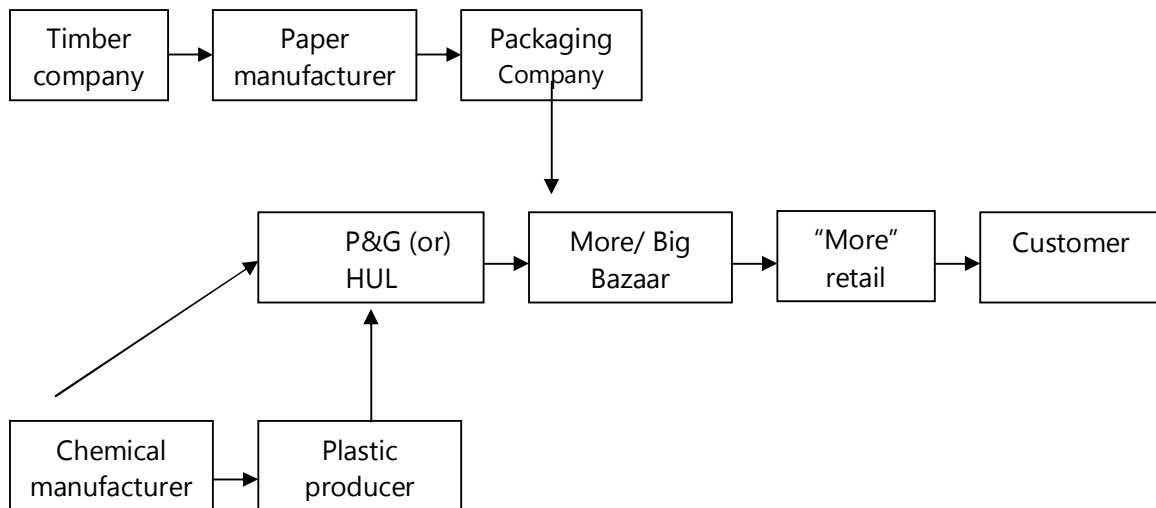 Timber
company
Paper
manufacturer
Packaging
Company
P&G (or)
HUL
More/ Big
Bazaar
“More”
retail
Customer
Chemical
manufacturer
Plastic
producer